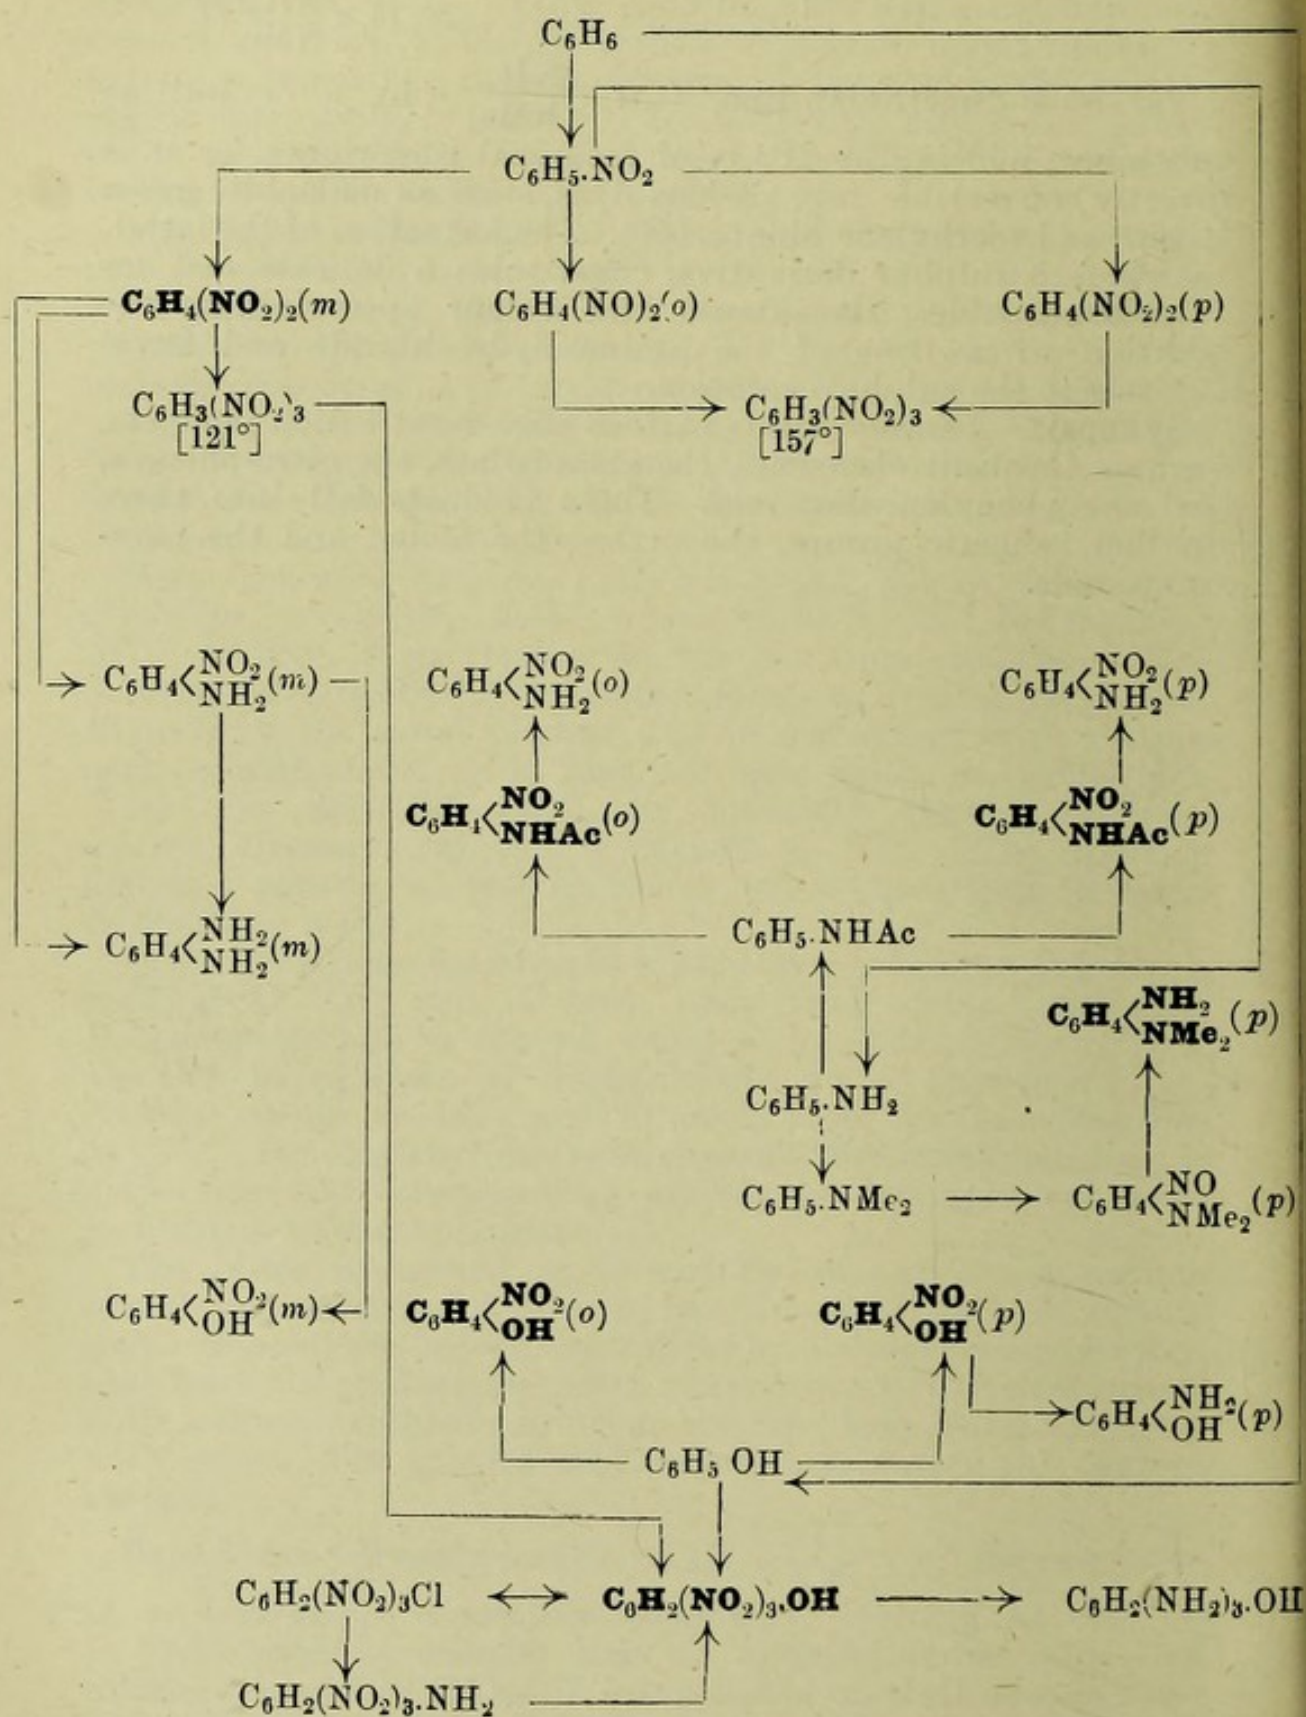 C₆H₆
C₆H₅.NO₂
C₆H₄(NO₂)₂(m) C₆H₄(NO)₂(o) C₆H₄(NO₂)₂(p)
C₆H₃(NO₂)₃ C₆H₃(NO₂)₃
[121°] [157°]
C₆H₄<NO₂ NH₂(m) C₆H₄<NO₂ NH₂(o) C₆H₄<NO₂ NH₂(p)
C₆H₄<NO₂ NHAc(o) C₆H₄<NO₂ NHAc(p)
C₆H₄<NH₂ NH₂(m) C₆H₅.NHAc
C₆H₄<NH₂ NMe₂(p)
C₆H₅.NH₂
C₆H₅.NMe₂ C₆H₄<NO NMe₂(p)
C₆H₄<NO₂ OH(m) C₆H₄<NO₂ OH(o) C₆H₄<NO₂ OH(p)
C₆H₄<NH₂ OH(p)
C₆H₅ OH
C₆H₂(NO₂)₃Cl C₆H₂(NO₂)₃.OH C₆H₂(NH₂)₃.OH
C₆H₂(NO₂)₃.NH₂